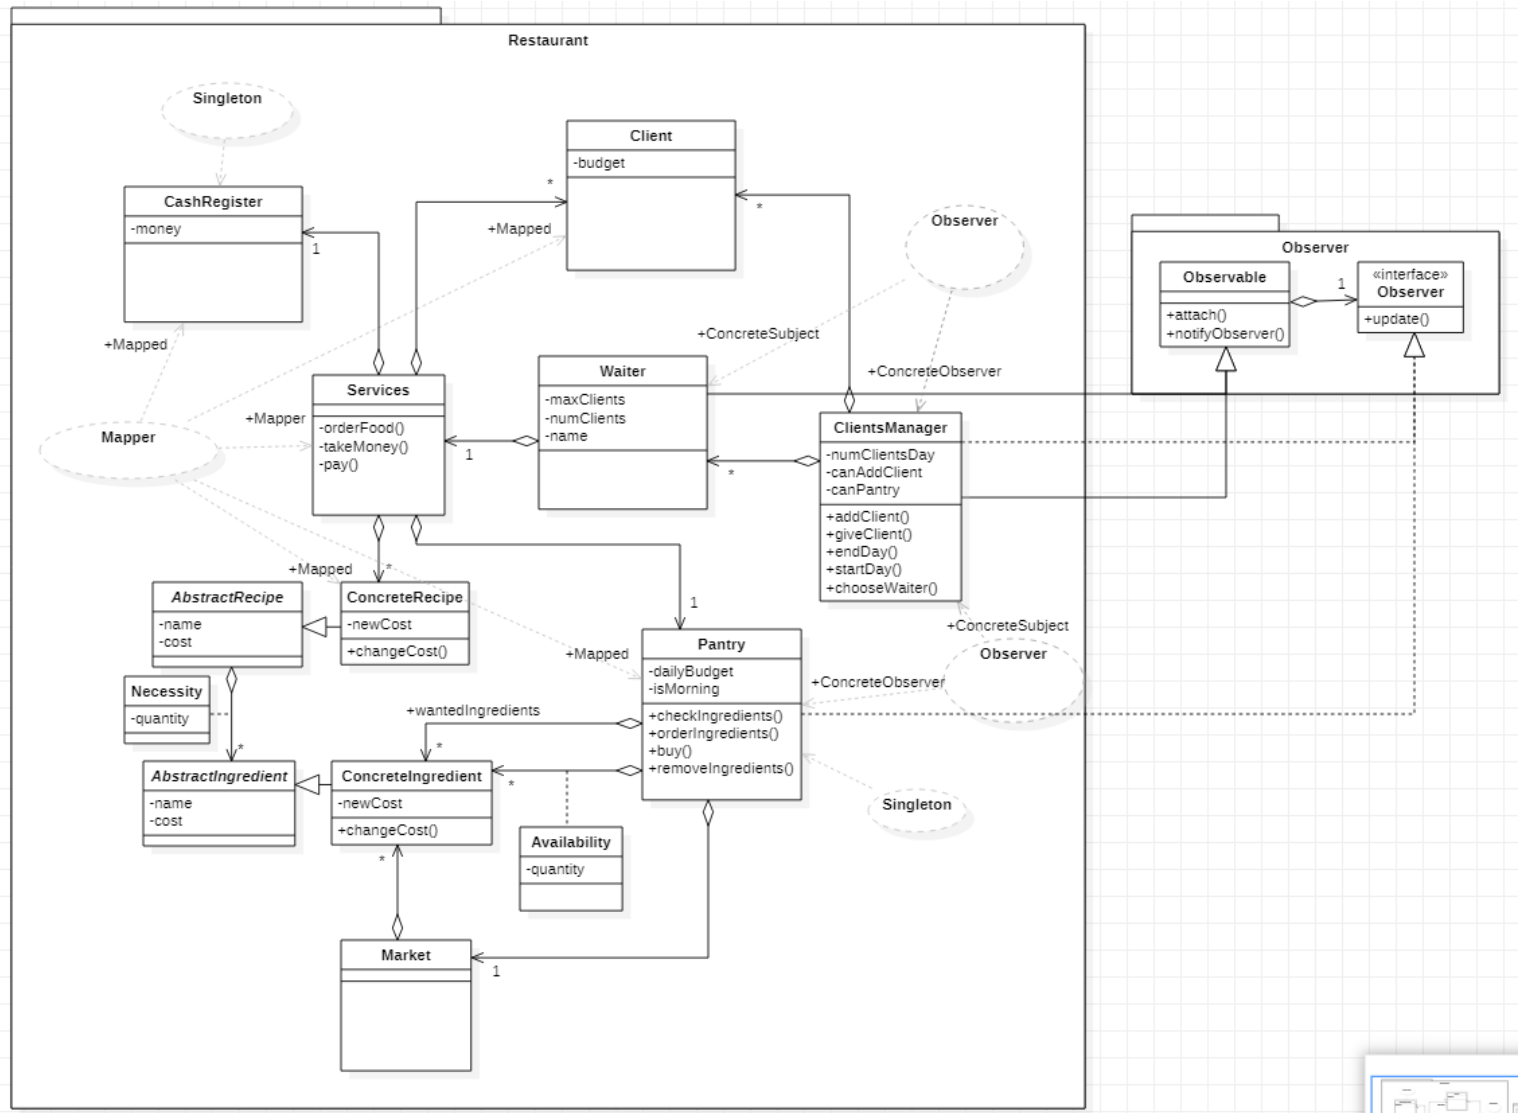 Restaurant
Singleton
Client
-budget
*
CashRegister
-money
1
+Mapped
*
Observer
Observer
Observable
+attach()
+notifyObserver()
1
«interface»
Observer
+update()
+Mapped
+ConcreteSubject
+ConcreteObserver
Services
-orderFood()
-takeMoney()
-pay()
Waiter
-maxClients
-numClients
-name
+Mapper
Mapper
1
*
ClientsManager
-numClientsDay
-canAddClient
-canPantry
+addClient()
+giveClient()
+endDay()
+startDay()
+chooseWaiter()
+Mapped
*
AbstractRecipe
-name
-cost
ConcreteRecipe
-newCost
+changeCost()
1
+ConcreteSubject
Observer
+Mapped
Pantry
-dailyBudget
-isMorning
+checkIngredients()
+orderIngredients()
+buy()
+removeIngredients()
+ConcreteObserver
Necessity
-quantity
+wantedIngredients
*
*
AbstractIngredient
-name
-cost
ConcreteIngredient
-newCost
+changeCost()
*
Singleton
*
Availability
-quantity
Market
1